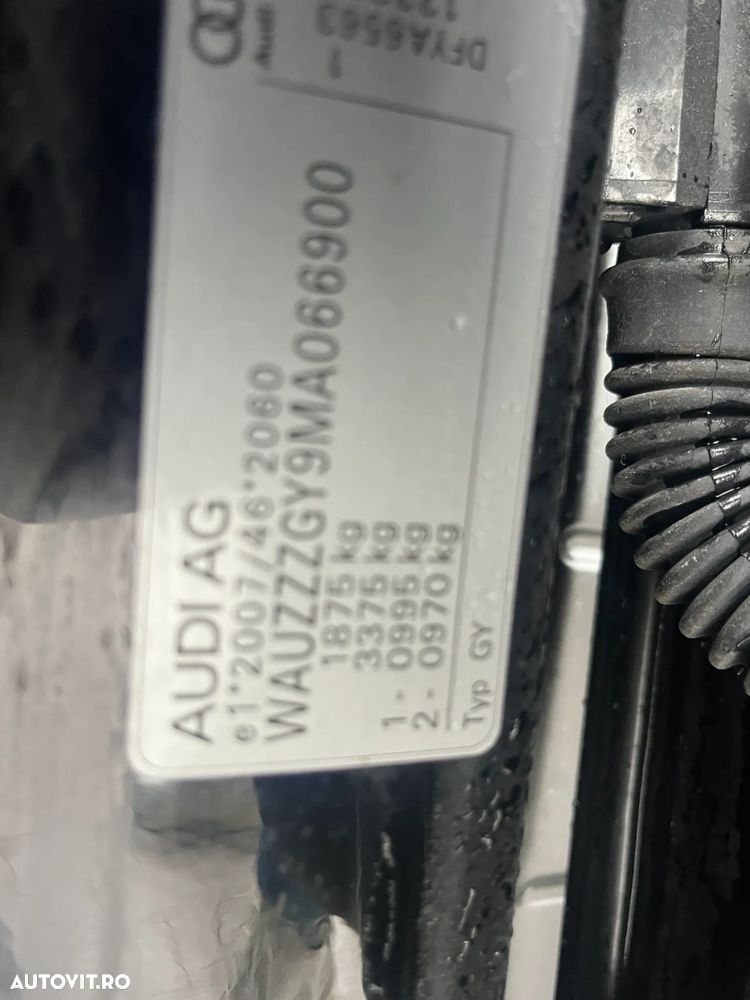 AUDI AG
e1*2007/46*2060
WAUZZZGY9MA066900
1875 kg
3375 kg
1- 0995 kg
2- 0970 kg
Typ GY
Audi
DFYA6563
AUTOVIT.RO